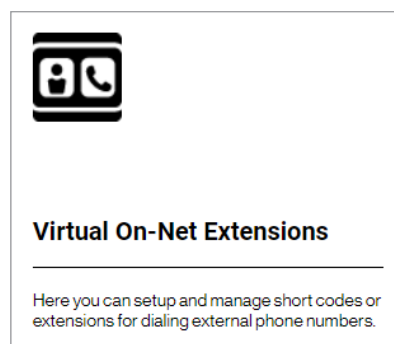 Virtual On-Net Extensions
Here you can setup and manage short codes or
extensions for dialing external phone numbers.